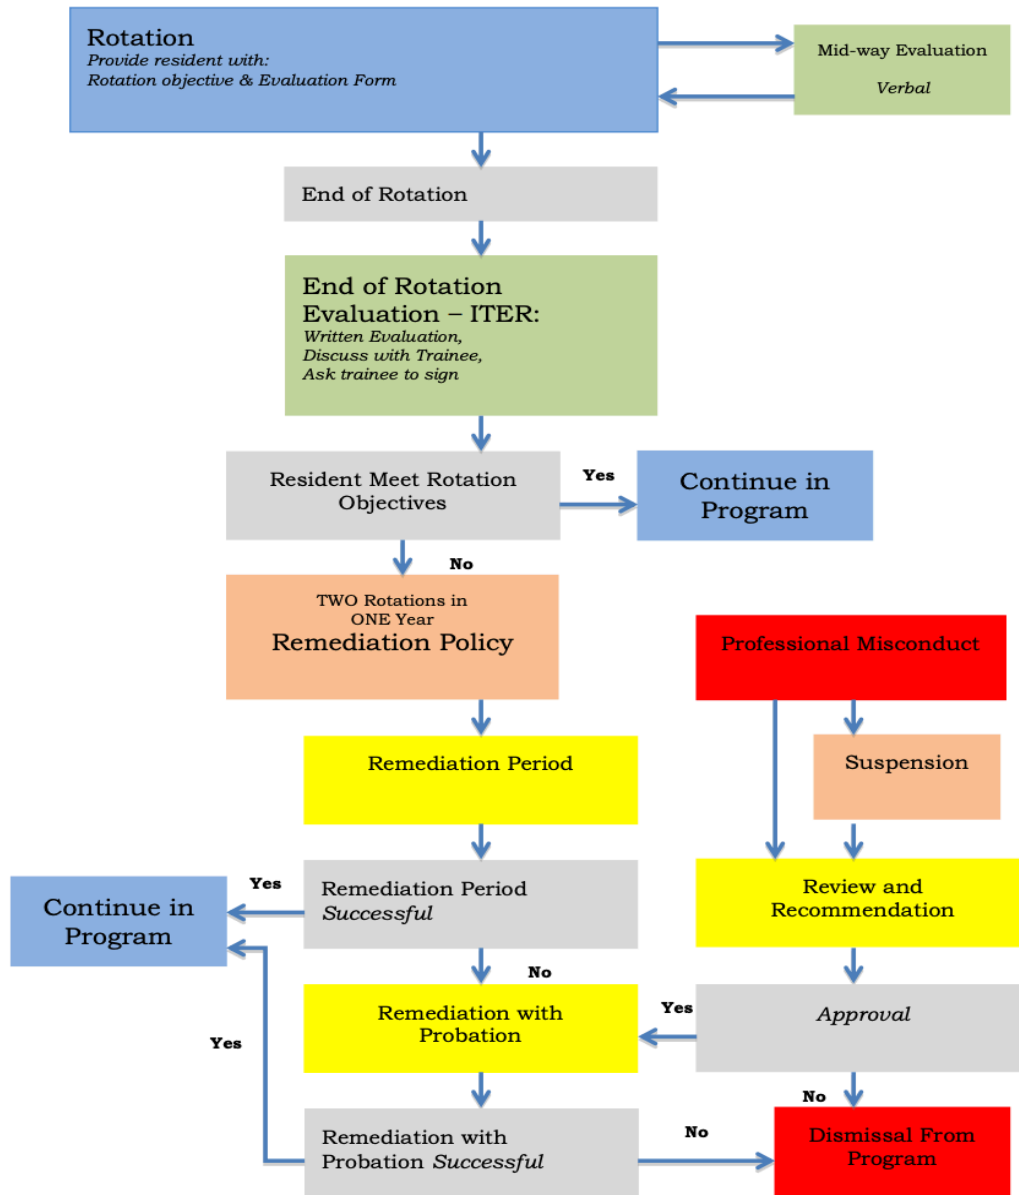 Rotation
Provide resident with:
Rotation objective & Evaluation Form
Mid-way Evaluation
Verbal
End of Rotation
End of Rotation
Evaluation – ITER:
Written Evaluation,
Discuss with Trainee,
Ask trainee to sign
Resident Meet Rotation
Objectives
Yes
Continue in
Program
No
TWO Rotations in
ONE Year
Remediation Policy
Professional Misconduct
Remediation Period
Suspension
Remediation Period
Successful
Yes
Continue in
Program
Review and
Recommendation
No
Remediation with
Probation
Yes
Approval
Yes
No
Remediation with
Probation Successful
No
Dismissal From
Program